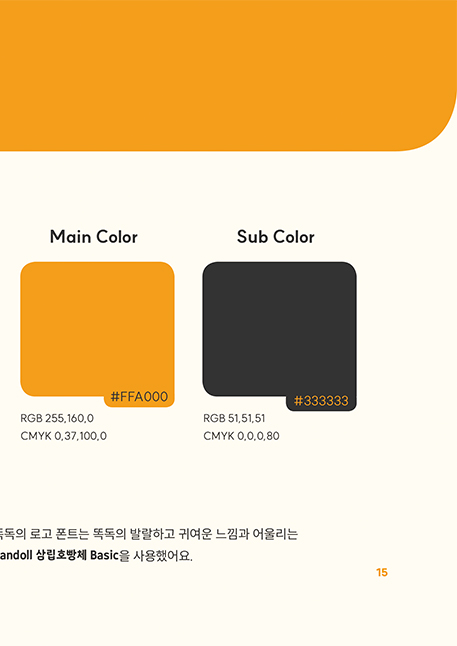 Main Color
Sub Color
#FFA000
#333333
RGB 255,160,0
CMYK 0,37,100,0
RGB 51,51,51
CMYK 0,0,0,80
똑독의 로고 폰트는 똑독의 발랄하고 귀여운 느낌과 어울리는
andoll 삼립호빵체 Basic을 사용했어요.
15